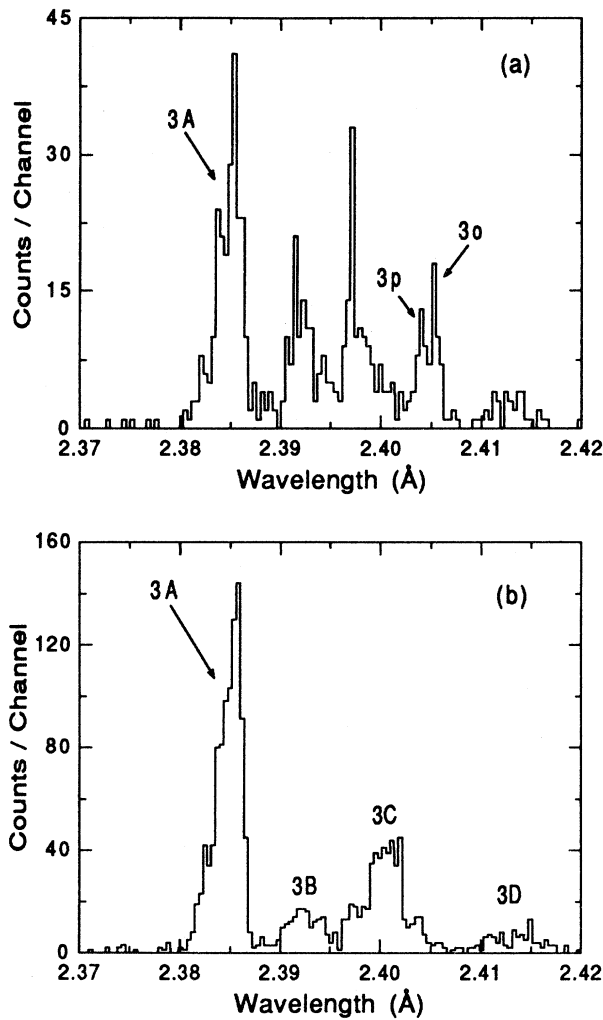 45
(a)
3A
30
Counts / Channel
3o
3p
15
0
2.37 2.38 2.39 2.40 2.41 2.42
Wavelength (Å)
160
(b)
3A
120
Counts / Channel
80
3C
40
3B
3D
0
2.37 2.38 2.39 2.40 2.41 2.42
Wavelength (Å)